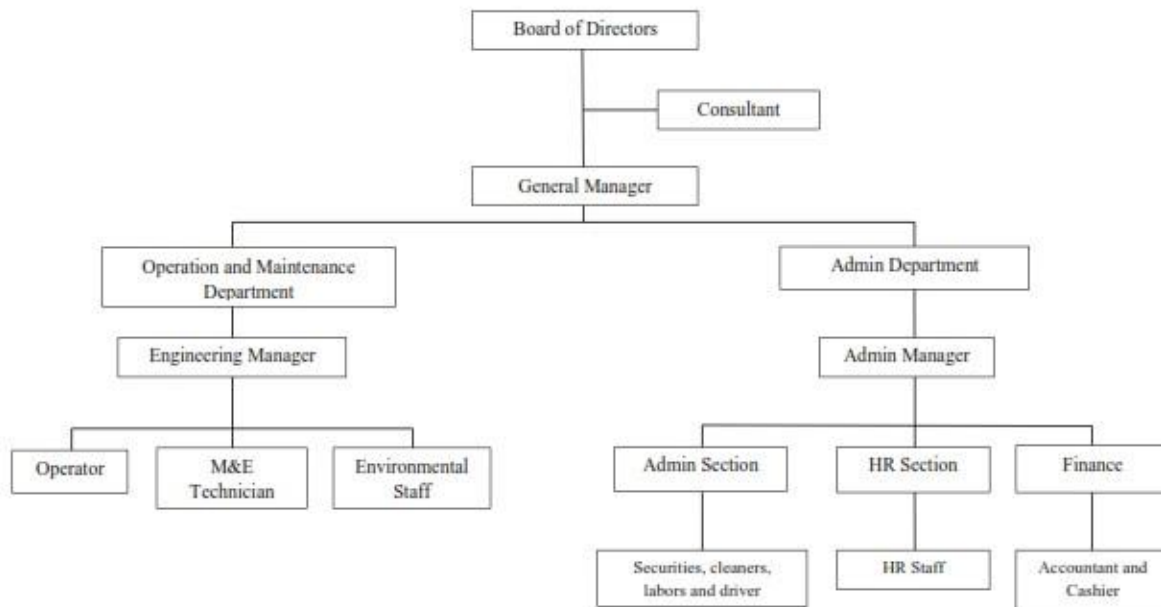 Board of Directors
Consultant
General Manager
Operation and Maintenance
Department
Admin Department
Engineering Manager
Admin Manager
Operator
M&E
Technician
Environmental
Staff
Admin Section
HR Section
Finance
Securities, cleaners,
labors and driver
HR Staff
Accountant and
Cashier